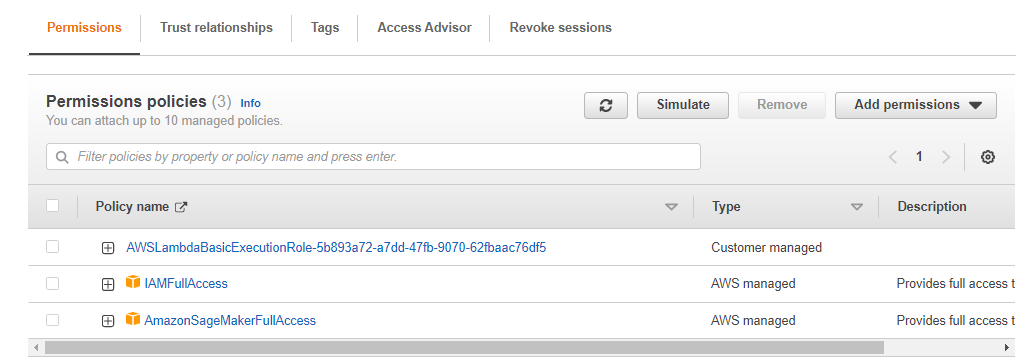 Permissions Trust relationships Tags Access Advisor Revoke sessions
Permissions policies (3) Info
You can attach up to 10 managed policies.
Simulate Remove Add permissions
Filter policies by property or policy name and press enter.
1
Policy name Type Description
AWSLambdaBasicExecutionRole-5b893a72-a7dd-47fb-9070-62fbaac76df5 Customer managed
IAMFullAccess AWS managed Provides full access t
AmazonSageMakerFullAccess AWS managed Provides full access t